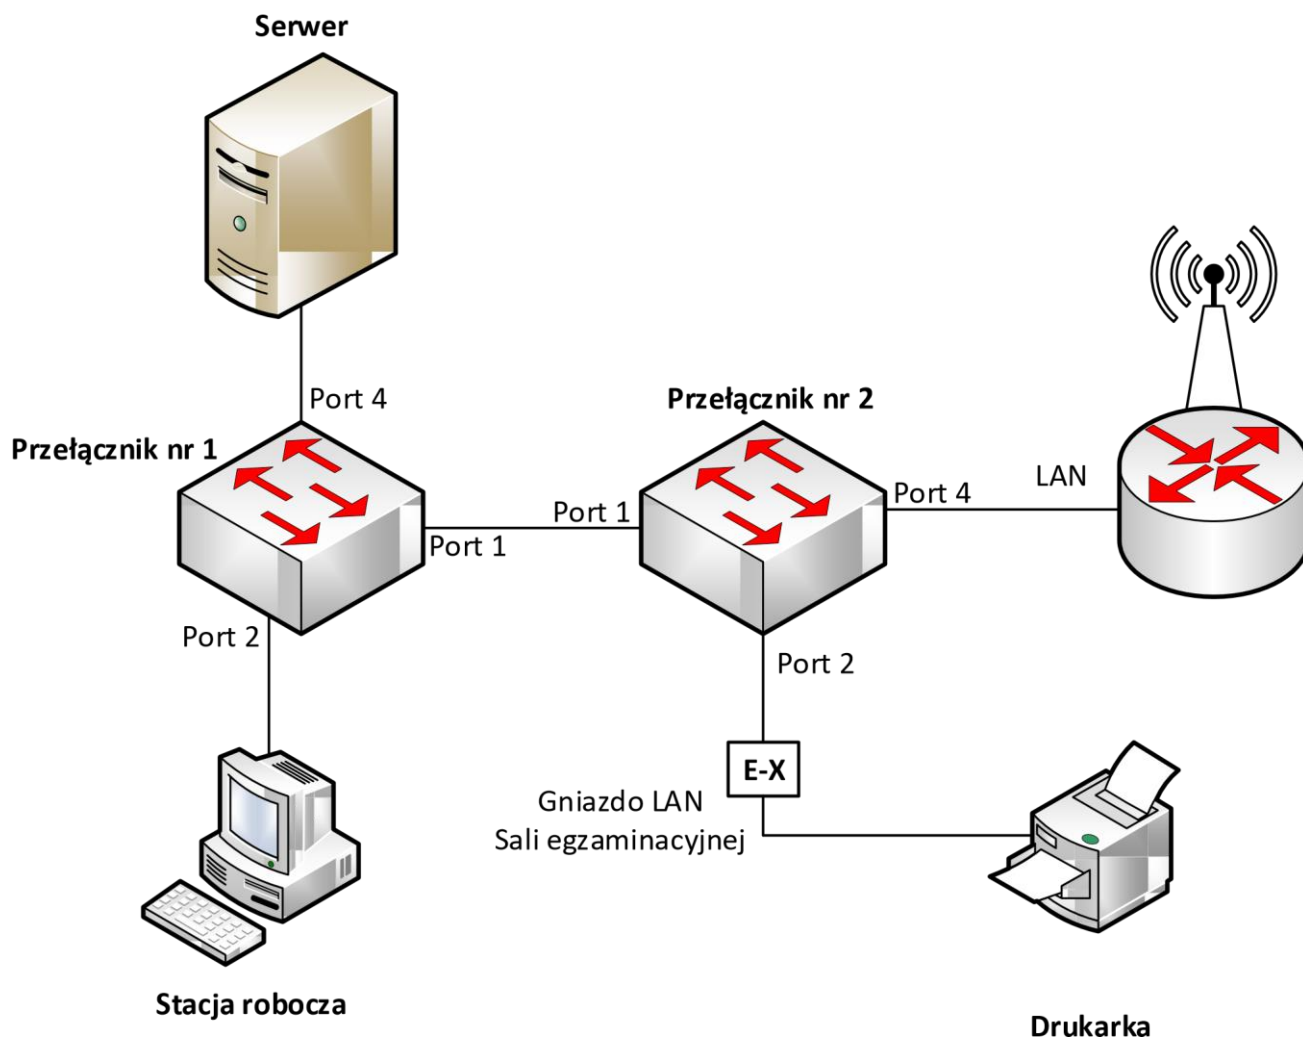 Serwer
Port 4
Przełącznik nr 2
Przełącznik nr 1
LAN
Port 4
Port 1
Port 1
Port 2
Port 2
E-X
Gniazdo LAN
Sali egzaminacyjnej
Stacja robocza
Drukarka